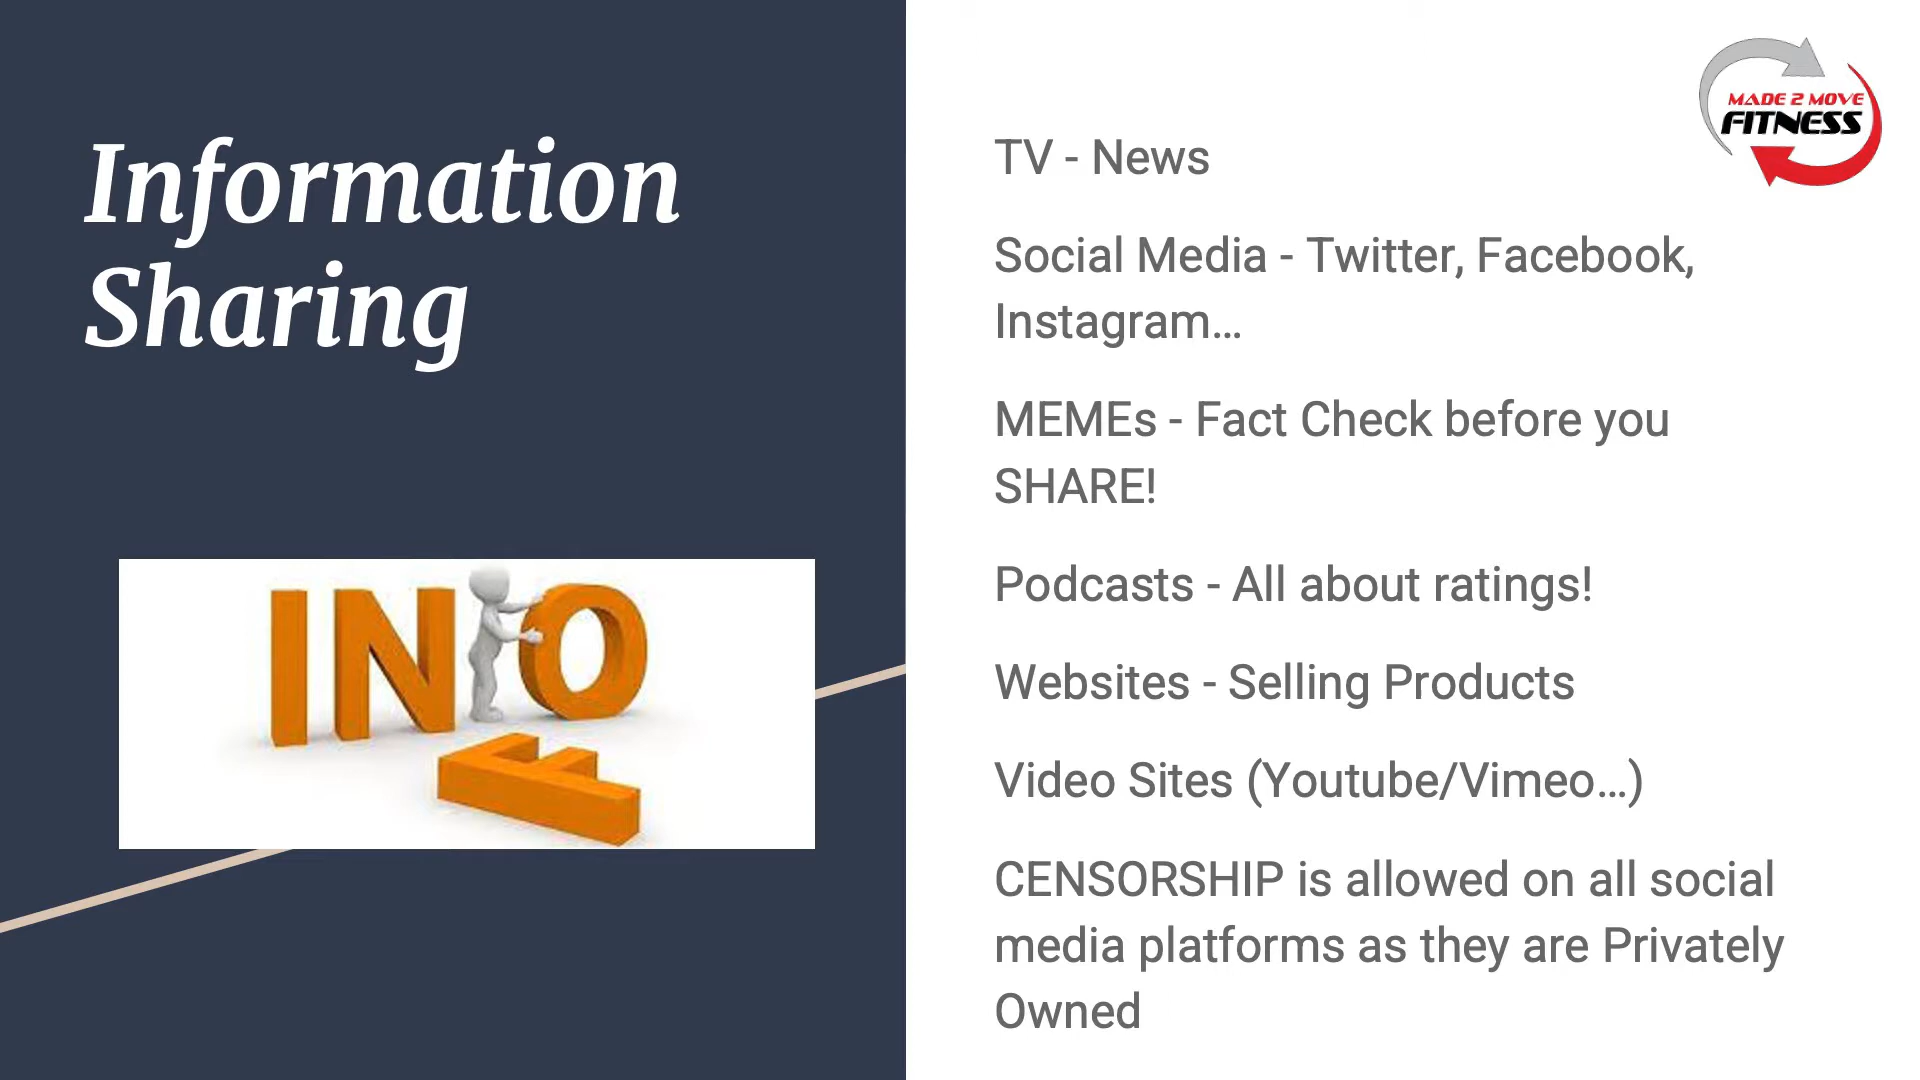 Information
Sharing
IN O
F
MADE 2 MOVE
FITNESS
TV - News
Social Media - Twitter, Facebook,
Instagram…
MEMEs - Fact Check before you
SHARE!
Podcasts - All about ratings!
Websites - Selling Products
Video Sites (Youtube/Vimeo…)
CENSORSHIP is allowed on all social
media platforms as they are Privately
Owned